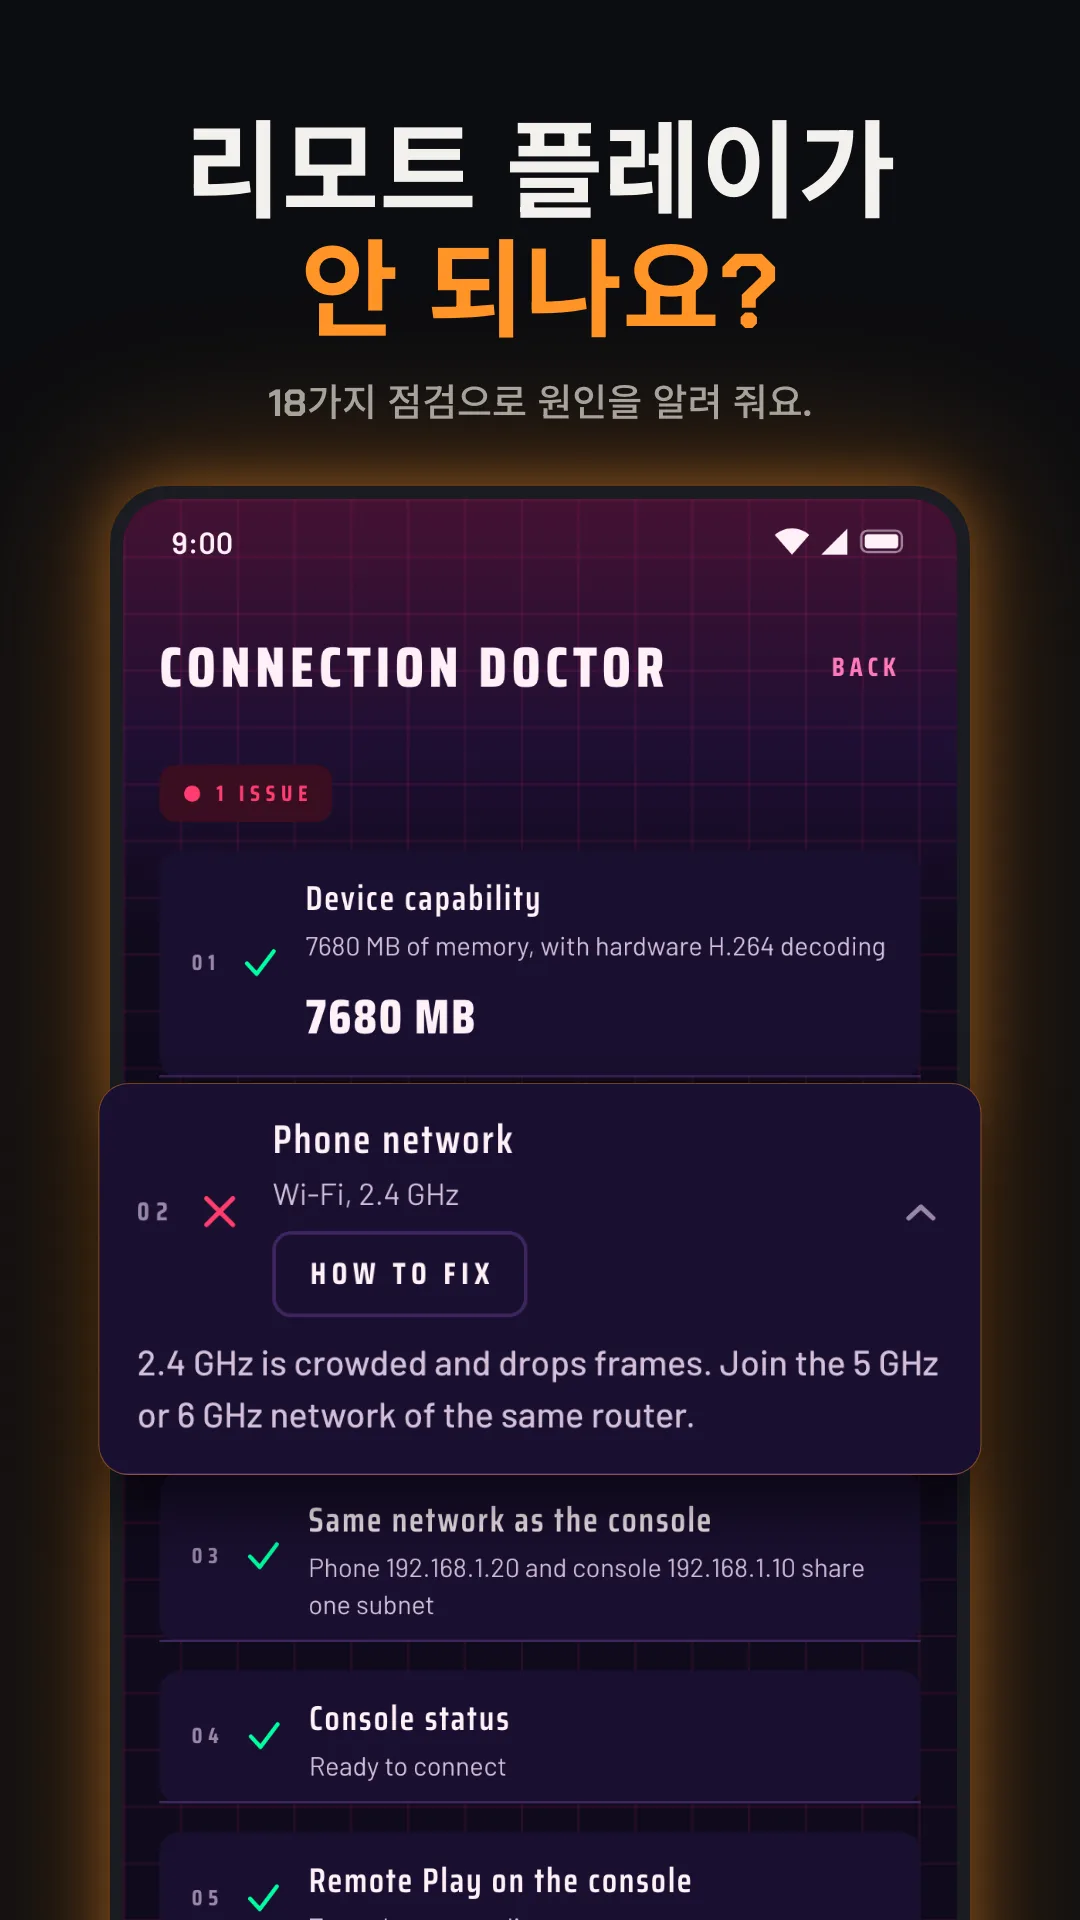 리모트 플레이가
안 되나요?
18가지 점검으로 원인을 알려 줘요.
9:00
CONNECTION DOCTOR
BACK
1 ISSUE
01
Device capability
7680 MB of memory, with hardware H.264 decoding
7680 MB
02
Phone network
Wi-Fi, 2.4 GHz
HOW TO FIX
2.4 GHz is crowded and drops frames. Join the 5 GHz
or 6 GHz network of the same router.
03
Same network as the console
Phone 192.168.1.20 and console 192.168.1.10 share
one subnet
04
Console status
Ready to connect
05
Remote Play on the console